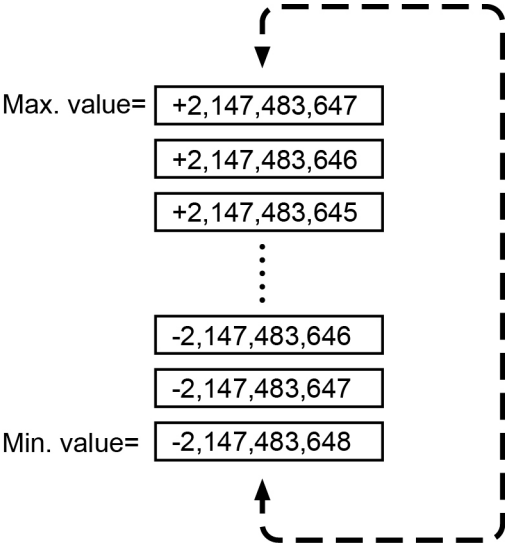 Max. value= +2,147,483,647
+2,147,483,646
+2,147,483,645
-2,147,483,646
-2,147,483,647
Min. value= -2,147,483,648